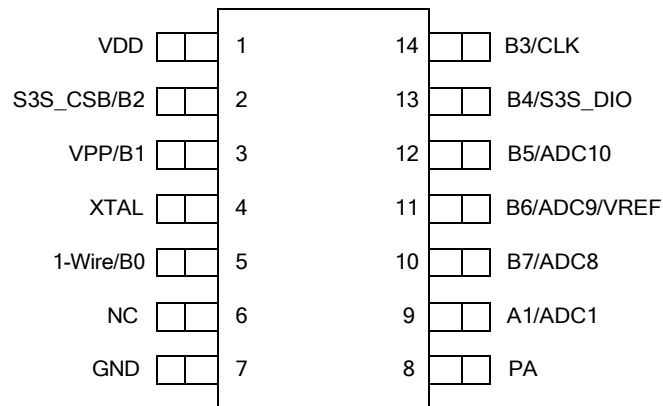 VDD 1 14 B3/CLK
S3S_CSB/B2 2 13 B4/S3S_DIO
VPP/B1 3 12 B5/ADC10
XTAL 4 11 B6/ADC9/VREF
1-Wire/B0 5 10 B7/ADC8
NC 6 9 A1/ADC1
GND 7 8 PA